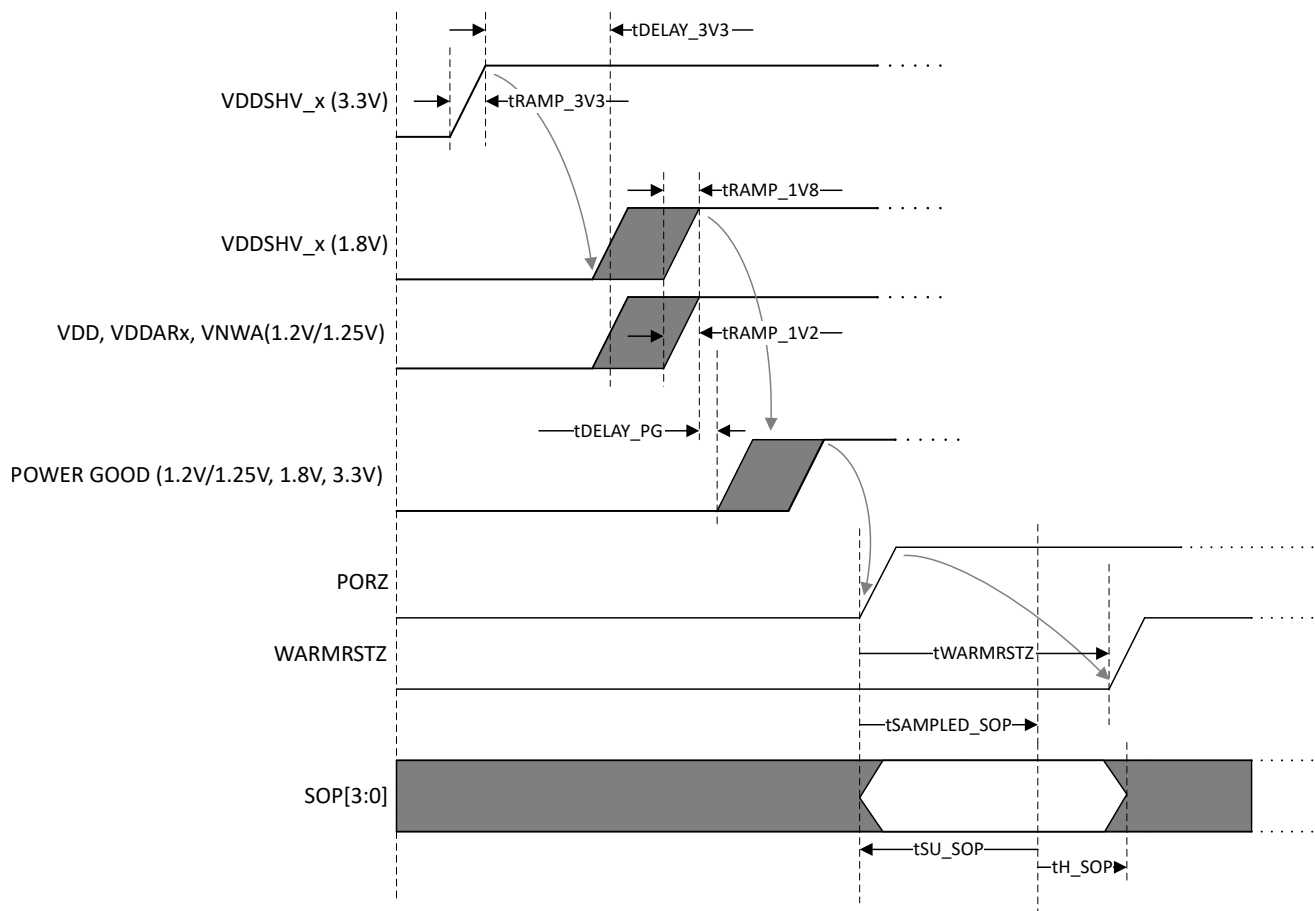 tDELAY_3V3
VDDSHV_x (3.3V)
tRAMP_3V3
tRAMP_1V8
VDDSHV_x (1.8V)
VDD, VDDARx, VNWA(1.2V/1.25V)
tRAMP_1V2
tDELAY_PG
POWER GOOD (1.2V/1.25V, 1.8V, 3.3V)
PORZ
WARMRSTZ
tWARMRSTZ
tSAMPLED_SOP
SOP[3:0]
tSU_SOP
tH_SOP